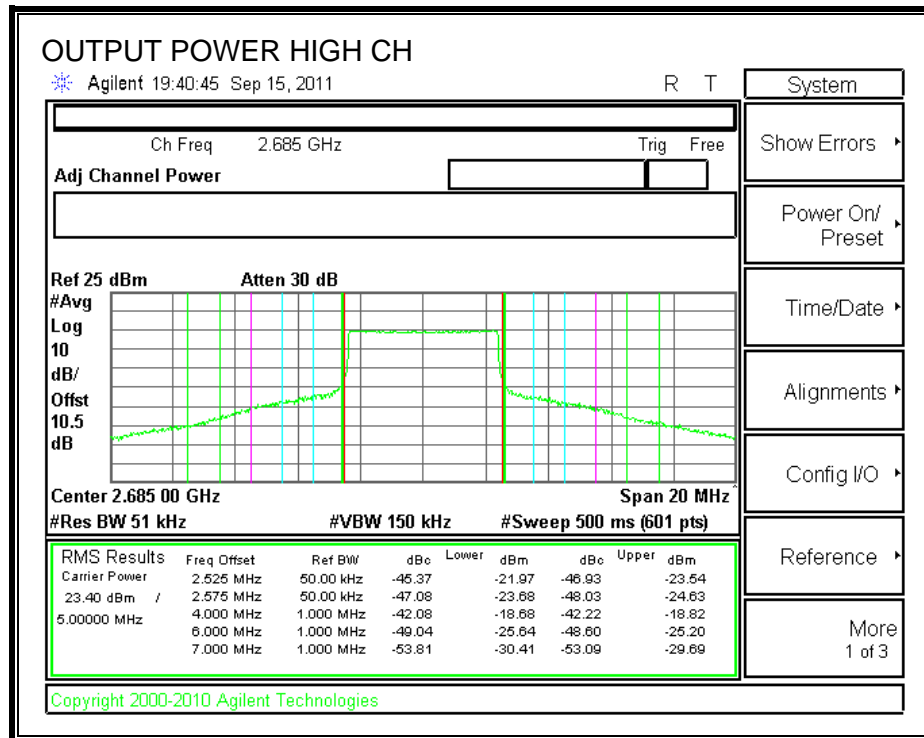 OUTPUT POWER HIGH CH
Agilent 19:40:45 Sep 15, 2011 R T
System
Ch Freq 2.685 GHz Trig Free
Show Errors
Adj Channel Power
Power On/
Preset
Ref 25 dBm Atten 30 dB
#Avg
Log
10
dB/
Offst
10.5
dB
Time/Date
Alignments
Config I/O
Center 2.685 00 GHz Span 20 MHz
#Res BW 51 kHz #VBW 150 kHz #Sweep 500 ms (601 pts)
RMS Results Freq Offset Ref BW dBc Lower dBm dBc Upper dBm
Carrier Power 2.525 MHz 50.00 kHz -45.37 -21.97 -46.93 -23.54
23.40 dBm / 2.575 MHz 50.00 kHz -47.08 -23.68 -48.03 -24.63
5.00000 MHz 4.000 MHz 1.000 MHz -42.08 -18.68 -42.22 -18.82
6.000 MHz 1.000 MHz -49.04 -25.64 -48.60 -25.20
7.000 MHz 1.000 MHz -53.81 -30.41 -53.09 -29.69
Reference
More
1 of 3
Copyright 2000-2010 Agilent Technologies